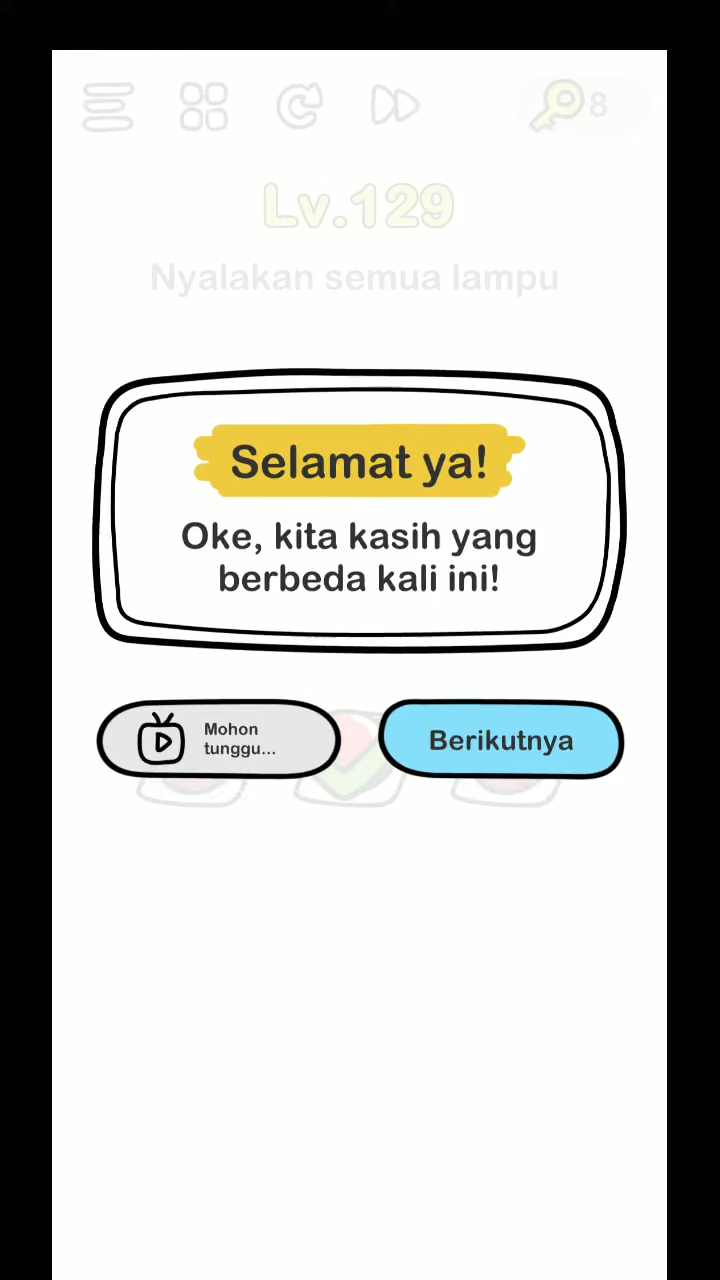 8
Lv.129
Nyalakan semua lampu
Selamat ya!
Oke, kita kasih yang
berbeda kali ini!
Mohon
tunggu...
Berikutnya